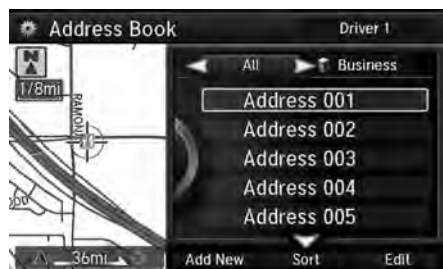 Address Book
Driver 1
N
1/8mi
RAMON
All
Business
Address 001
Address 002
Address 003
Address 004
Address 005
36mi
Add New Sort Edit